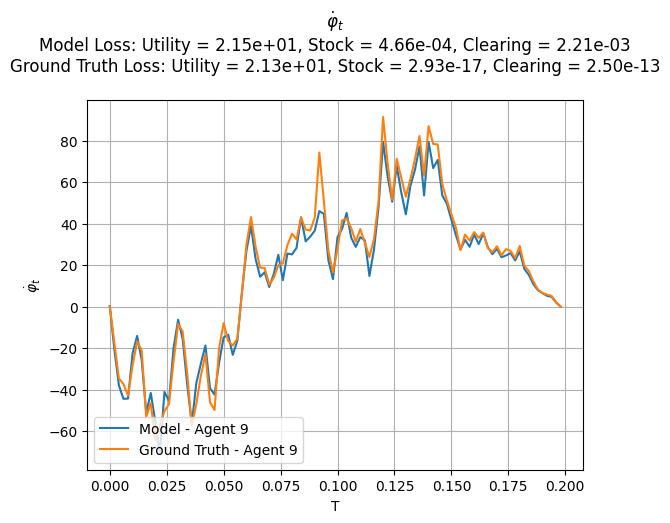 φ̇_t
Model Loss: Utility = 2.15e+01, Stock = 4.66e-04, Clearing = 2.21e-03
Ground Truth Loss: Utility = 2.13e+01, Stock = 2.93e-17, Clearing = 2.50e-13
80
60
40
20
0
−20
−40
−60
φ̇_t
Model - Agent 9
Ground Truth - Agent 9
0.000 0.025 0.050 0.075 0.100 0.125 0.150 0.175 0.200
T